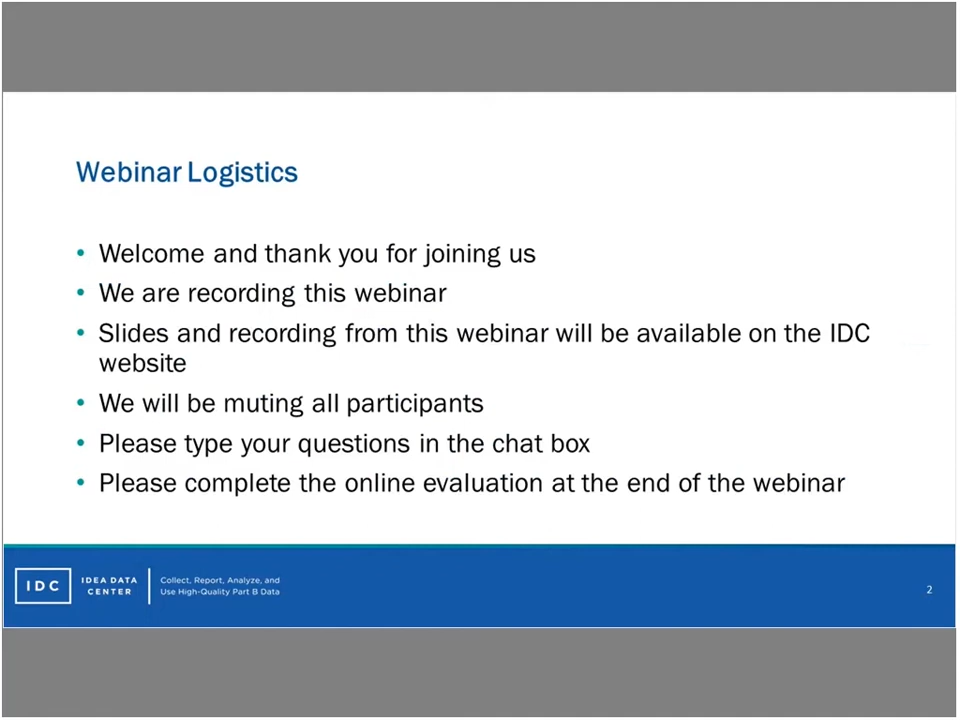 Webinar Logistics
• Welcome and thank you for joining us
• We are recording this webinar
• Slides and recording from this webinar will be available on the IDC
website
• We will be muting all participants
• Please type your questions in the chat box
• Please complete the online evaluation at the end of the webinar
IDC
IDEA DATA
CENTER
Collect, Report, Analyze, and
Use High-Quality Part B Data
2